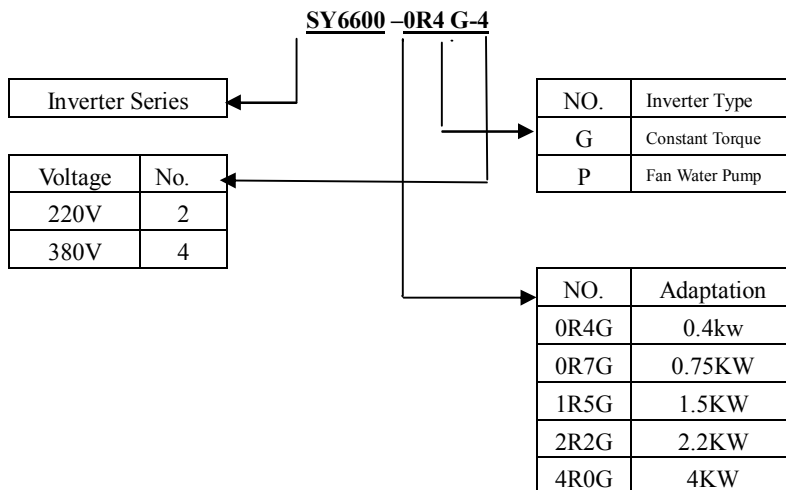 SY6600 –0R4 G-4
Inverter Series
Voltage No.
220V 2
380V 4
NO. Inverter Type
G Constant Torque
P Fan Water Pump
NO. Adaptation
0R4G 0.4kw
0R7G 0.75KW
1R5G 1.5KW
2R2G 2.2KW
4R0G 4KW